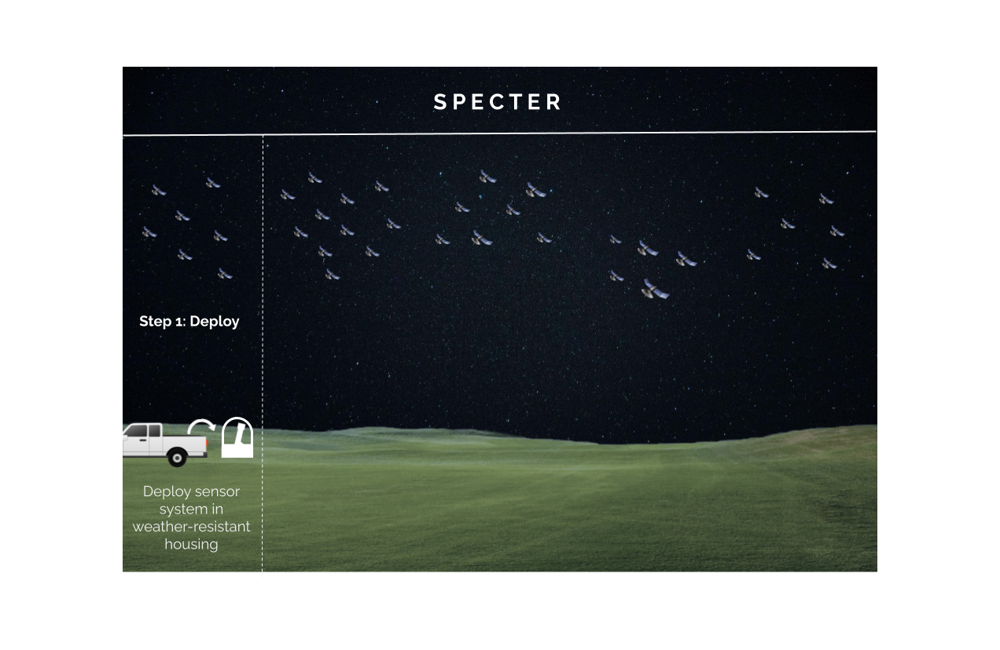 SPECTER
Step 1: Deploy
Deploy sensor
system in
weather-resistant
housing